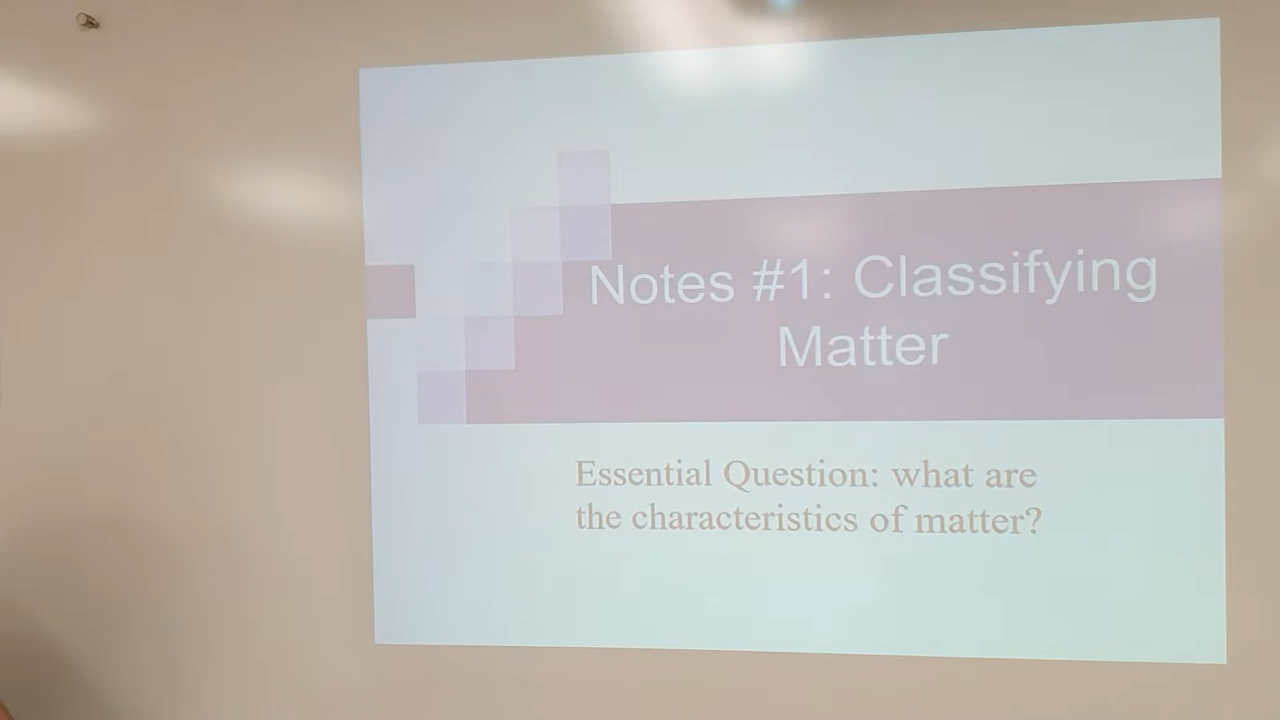 Notes #1: Classifying
Matter
Essential Question: what are
the characteristics of matter?